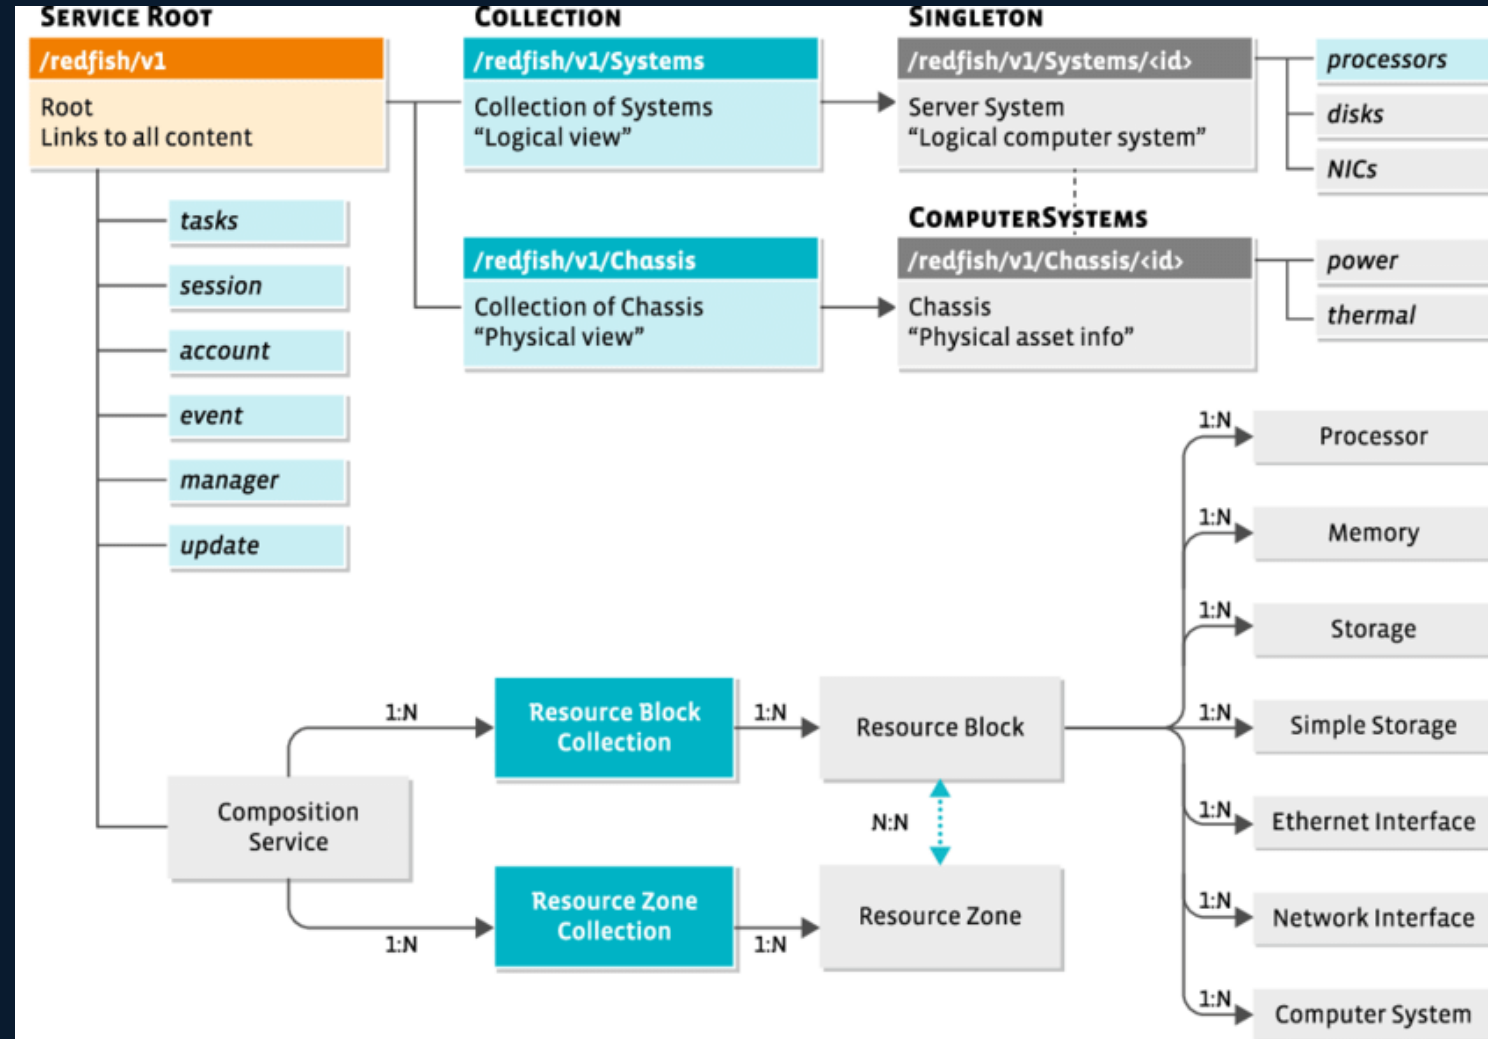 SERVICE ROOT
/redfish/v1
Root
Links to all content
tasks
session
account
event
manager
update
COLLECTION
/redfish/v1/Systems
Collection of Systems
“Logical view”
/redfish/v1/Chassis
Collection of Chassis
“Physical view”
SINGLETON
/redfish/v1/Systems/<id>
Server System
“Logical computer system”
COMPUTERSYSTEMS
/redfish/v1/Chassis/<id>
Chassis
“Physical asset info”
processors
disks
NICs
power
thermal
Composition
Service
1:N
Resource Block
Collection
1:N
Resource Block
N:N
1:N
Resource Zone
Collection
1:N
Resource Zone
1:N
Processor
1:N
Memory
1:N
Storage
1:N
Simple Storage
1:N
Ethernet Interface
1:N
Network Interface
1:N
Computer System